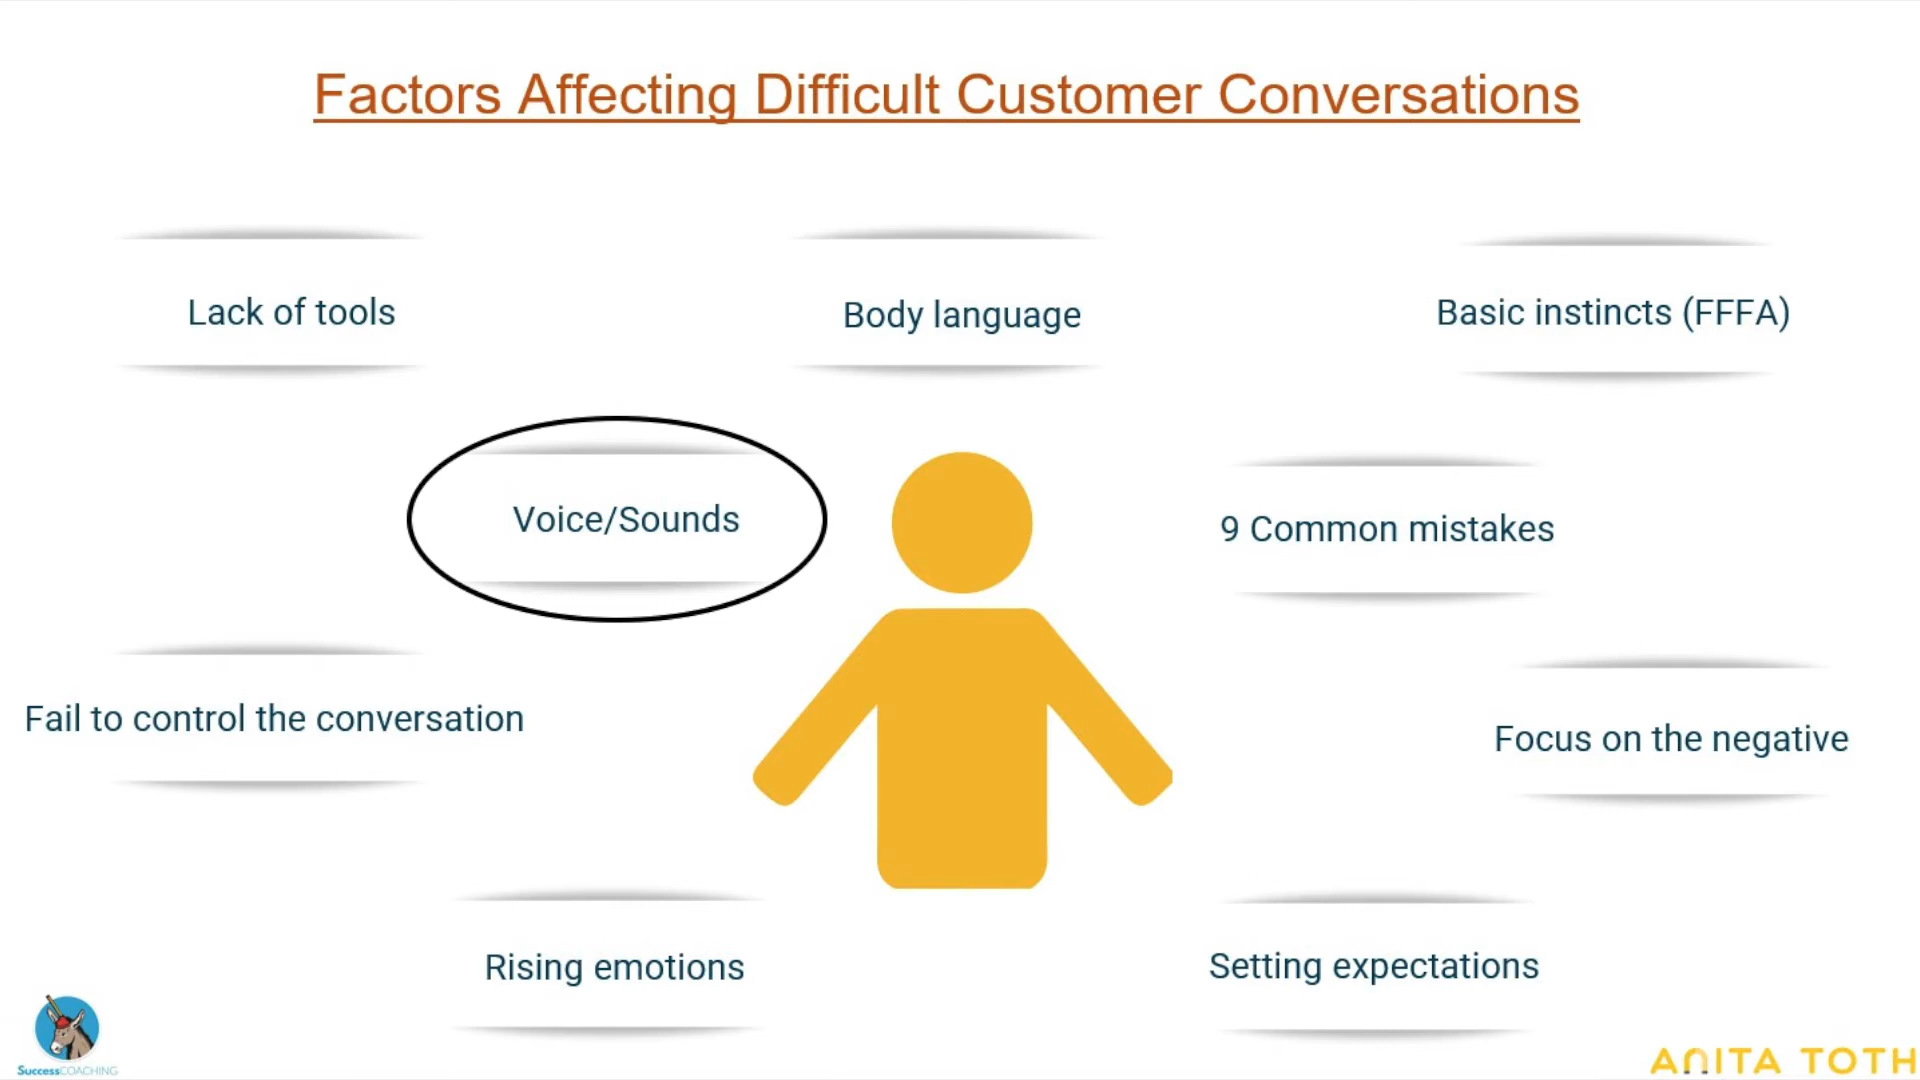 Factors Affecting Difficult Customer Conversations
Lack of tools
Body language
Basic instincts (FFFA)
Voice/Sounds
9 Common mistakes
Fail to control the conversation
Focus on the negative
Rising emotions
Setting expectations
SuccessCOACHING
ANITA TOTH